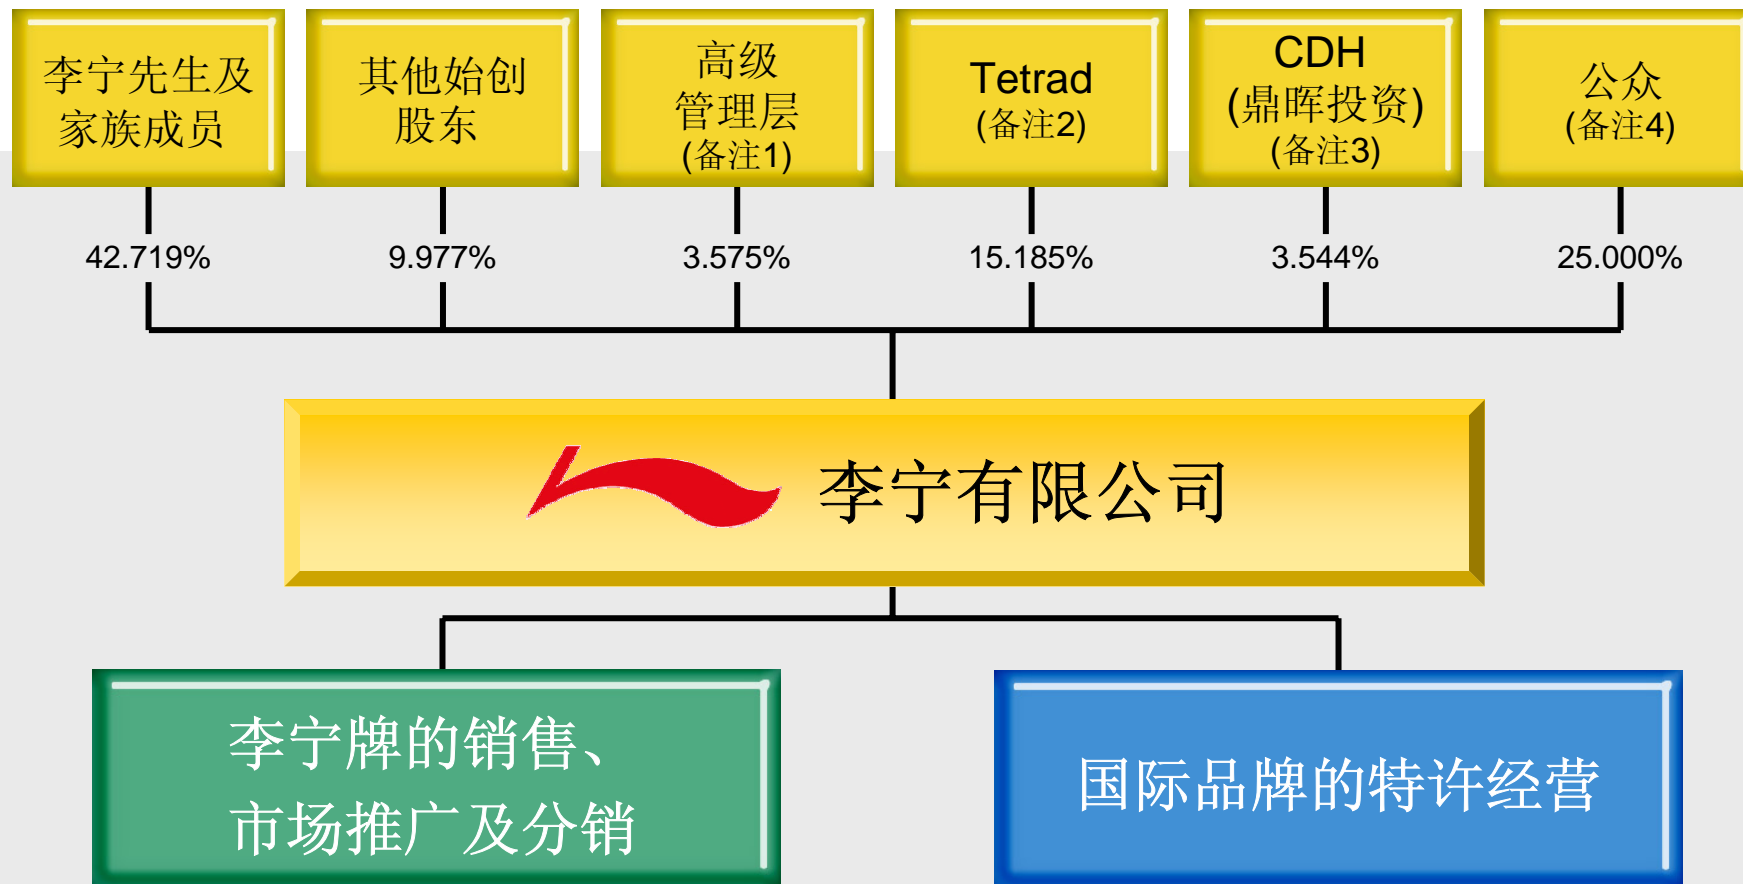 李宁先生及
家族成员
其他始创
股东
高级
管理层
(备注1)
Tetrad
(备注2)
CDH
(鼎晖投资)
(备注3)
公众
(备注4)
42.719%
9.977%
3.575%
15.185%
3.544%
25.000%
李宁有限公司
李宁牌的销售、
市场推广及分销
国际品牌的特许经营